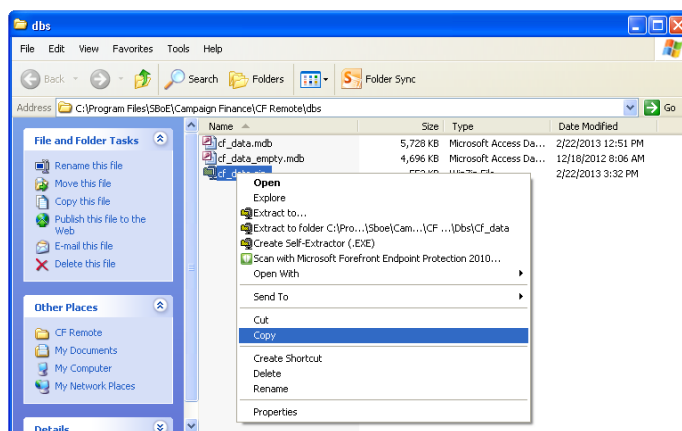 dbs
File Edit View Favorites Tools Help
Back Search Folders Folder Sync
Address C:\Program Files\SBoE\Campaign Finance\CF Remote\dbs Go
File and Folder Tasks
Rename this file
Move this file
Copy this file
Publish this file to the
Web
E-mail this file
Delete this file
Other Places
CF Remote
My Documents
My Computer
My Network Places
Details
Name Size Type Date Modified
cf_data.mdb 5,728 KB Microsoft Access Da... 2/22/2013 12:51 PM
cf_data_empty.mdb 4,696 KB Microsoft Access Da... 12/18/2012 8:06 AM
cf_data.zip KB WinZip File 2/22/2013 3:32 PM
Open
Explore
Extract to...
Extract to folder C:\Pro...\Sboe\Cam...\CF ...\Dbs\Cf_data
Create Self-Extractor (.EXE)
Scan with Microsoft Forefront Endpoint Protection 2010...
Open With
Send To
Cut
Copy
Create Shortcut
Delete
Rename
Properties